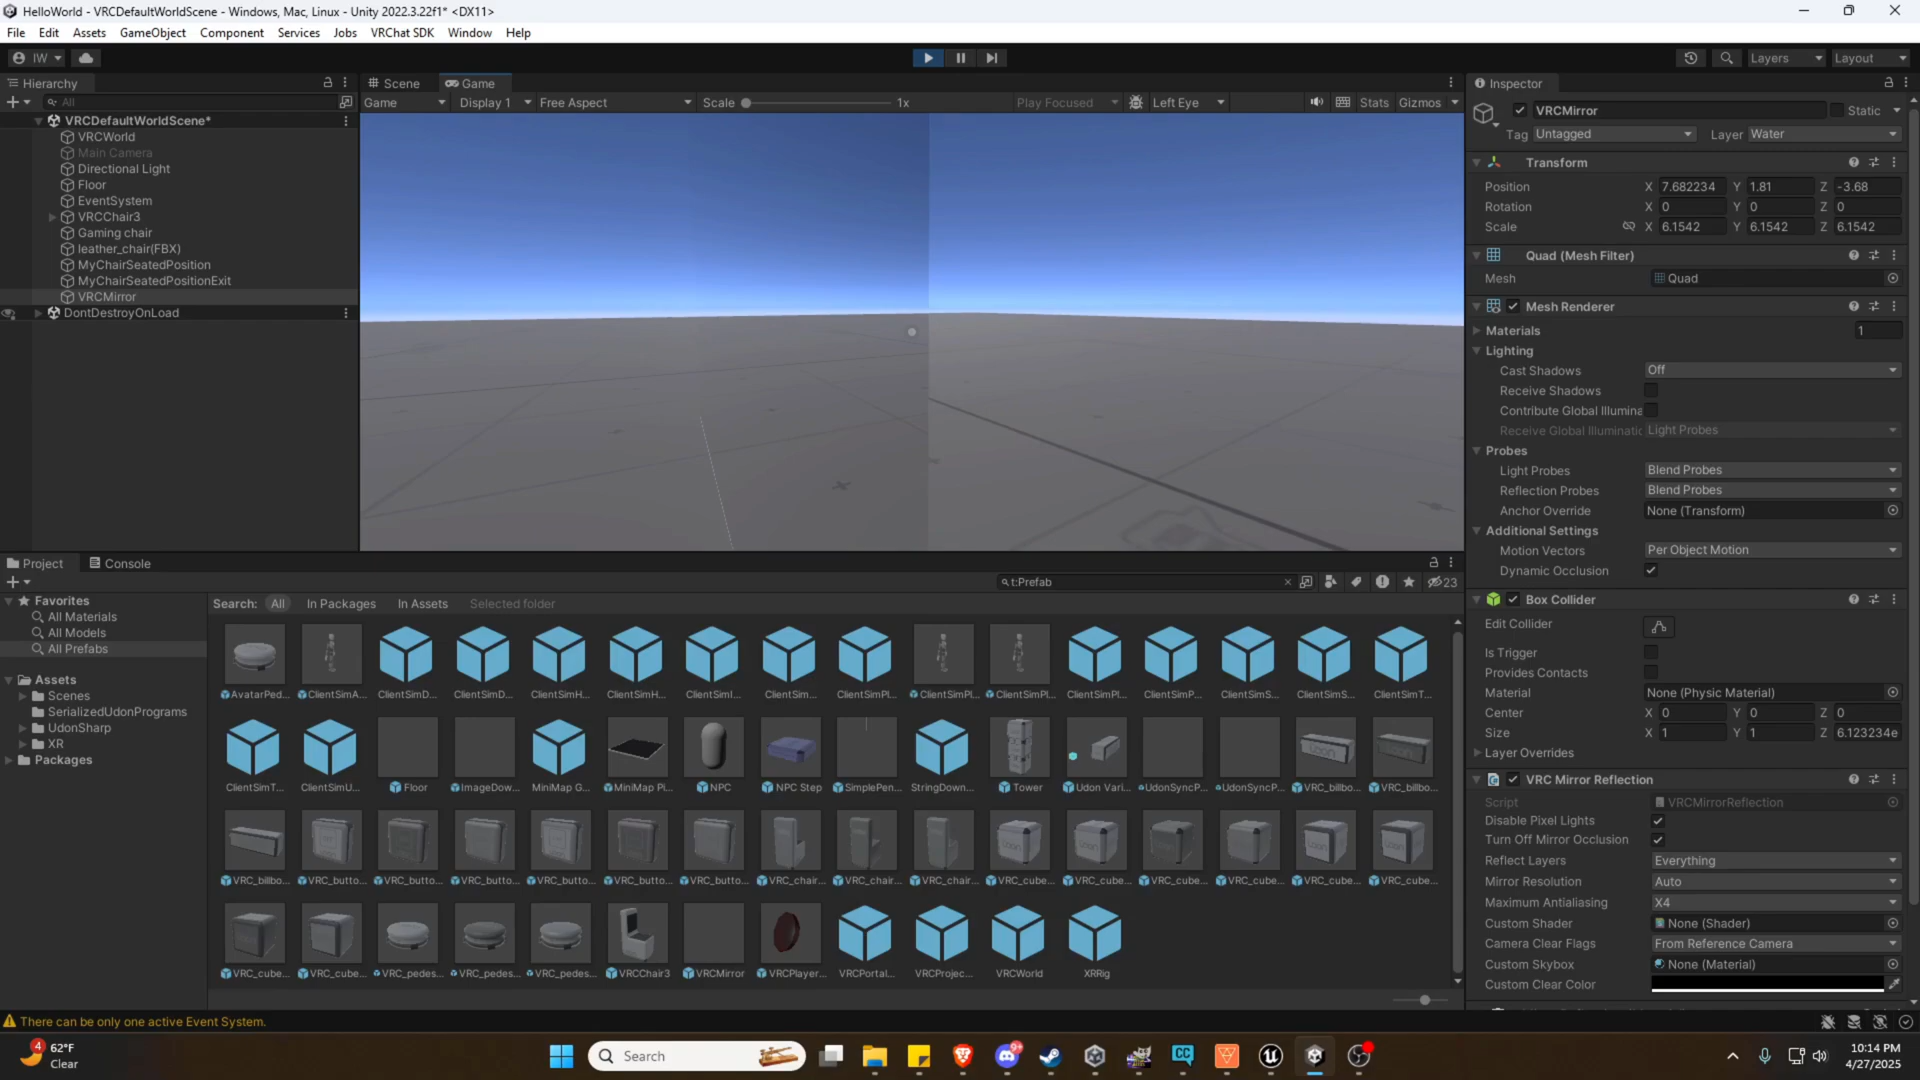 HelloWorld - VRCDefaultWorldScene - Windows, Mac, Linux - Unity 2022.3.22f1* <DX11>
File Edit Assets GameObject Component Services Jobs VRChat SDK Window Help
IW Layers Layout
Hierarchy
All
VRCDefaultWorldScene*
VRCWorld
Main Camera
Directional Light
Floor
EventSystem
VRCChair3
Gaming chair
leather_chair(FBX)
MyChairSeatedPosition
MyChairSeatedPositionExit
VRCMirror
DontDestroyOnLoad
Scene Game
Game Display 1 Free Aspect Scale 1x Play Focused Left Eye Stats Gizmos
Inspector
VRCMirror Static
Tag Untagged Layer Water
Transform
Position X 7.682234 Y 1.81 Z -3.68
Rotation X 0 Y 0 Z 0
Scale X 6.1542 Y 6.1542 Z 6.1542
Quad (Mesh Filter)
Mesh Quad
Mesh Renderer
Materials 1
Lighting
Cast Shadows Off
Receive Shadows
Contribute Global Illumina
Receive Global Illuminatic Light Probes
Probes
Light Probes Blend Probes
Reflection Probes Blend Probes
Anchor Override None (Transform)
Additional Settings
Motion Vectors Per Object Motion
Dynamic Occlusion
Box Collider
Edit Collider
Is Trigger
Provides Contacts
Material None (Physic Material)
Center X 0 Y 0 Z 0
Size X 1 Y 1 Z 6.123234e
Layer Overrides
VRC Mirror Reflection
Script VRCMirrorReflection
Disable Pixel Lights
Turn Off Mirror Occlusion
Reflect Layers Everything
Mirror Resolution Auto
Maximum Antialiasing X4
Custom Shader None (Shader)
Camera Clear Flags From Reference Camera
Custom Skybox None (Material)
Custom Clear Color
Project Console
t:Prefab 23
Favorites
All Materials
All Models
All Prefabs
Assets
Scenes
SerializedUdonPrograms
UdonSharp
XR
Packages
Search: All In Packages In Assets Selected folder
AvatarPed... ClientSimA... ClientSimD... ClientSimD... ClientSimH... ClientSimH... ClientSimI... ClientSim... ClientSimPl... ClientSimPl... ClientSimPl... ClientSimPl... ClientSimP... ClientSimS... ClientSimS... ClientSimT...
ClientSimT... ClientSimU... Floor ImageDow... MiniMap G... MiniMap Pi... NPC NPC Step SimplePen... StringDown... Tower Udon Vari... UdonSyncP... UdonSyncP... VRC_billbo... VRC_billbo...
VRC_billbo... VRC_butto... VRC_butto... VRC_butto... VRC_butto... VRC_butto... VRC_butto... VRC_chair... VRC_chair... VRC_chair... VRC_cube... VRC_cube... VRC_cube... VRC_cube... VRC_cube... VRC_cube...
VRC_cube... VRC_cube... VRC_pedes... VRC_pedes... VRC_pedes... VRCChair3 VRCMirror VRCPlayer... VRCPortal... VRCProjec... VRCWorld XRRig
There can be only one active Event System.
4 62°F
Clear
Search
10:14 PM
4/27/2025